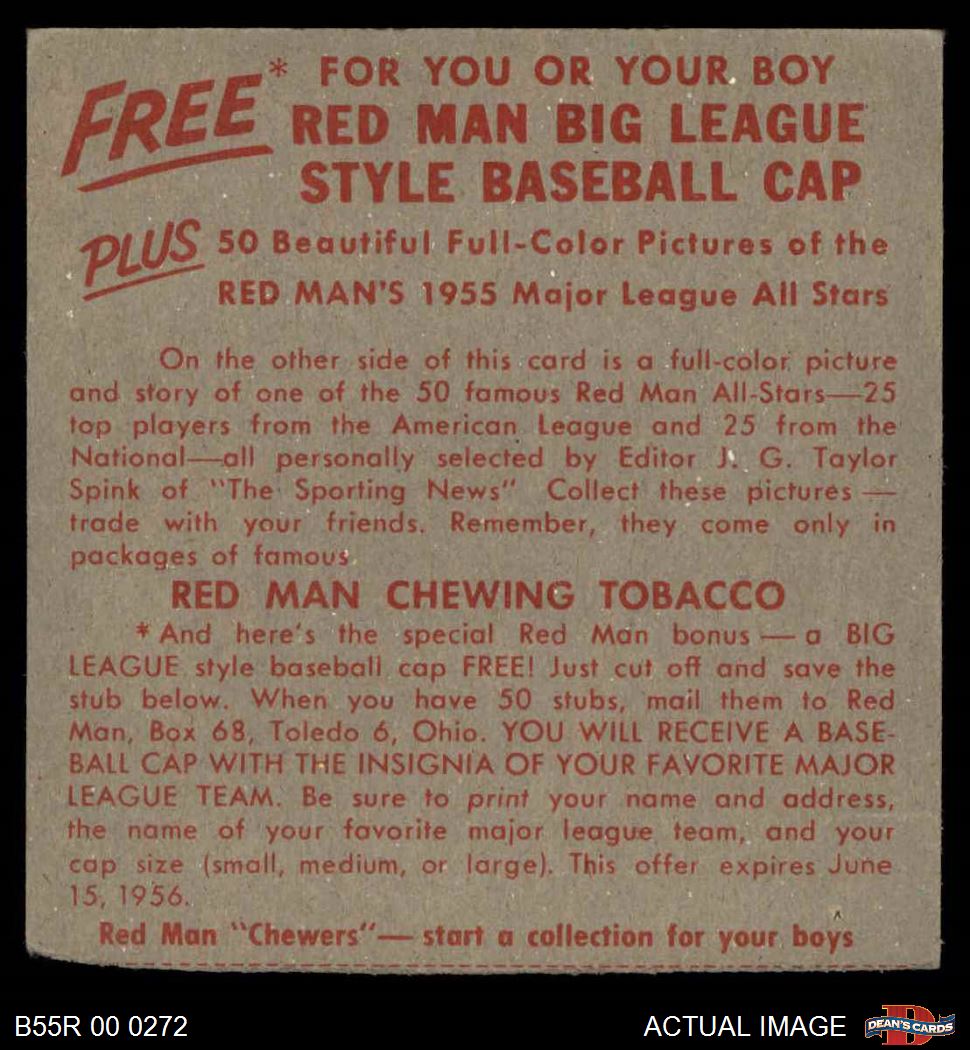 FREE* FOR YOU OR YOUR BOY
RED MAN BIG LEAGUE
STYLE BASEBALL CAP
PLUS 50 Beautiful Full-Color Pictures of the
RED MAN'S 1955 Major League All Stars
On the other side of this card is a full-color picture
and story of one of the 50 famous Red Man All-Stars—25
top players from the American League and 25 from the
National—all personally selected by Editor J. G. Taylor
Spink of "The Sporting News" Collect these pictures —
trade with your friends. Remember, they come only in
packages of famous
RED MAN CHEWING TOBACCO
*And here's the special Red Man bonus — a BIG
LEAGUE style baseball cap FREE! Just cut off and save the
stub below. When you have 50 stubs, mail them to Red
Man, Box 68, Toledo 6, Ohio. YOU WILL RECEIVE A BASE-
BALL CAP WITH THE INSIGNIA OF YOUR FAVORITE MAJOR
LEAGUE TEAM. Be sure to print your name and address,
the name of your favorite major league team, and your
cap size (small, medium, or large). This offer expires June
15, 1956.
Red Man "Chewers"— start a collection for your boys
B55R 00 0272
ACTUAL IMAGE
DEAN'S CARDS